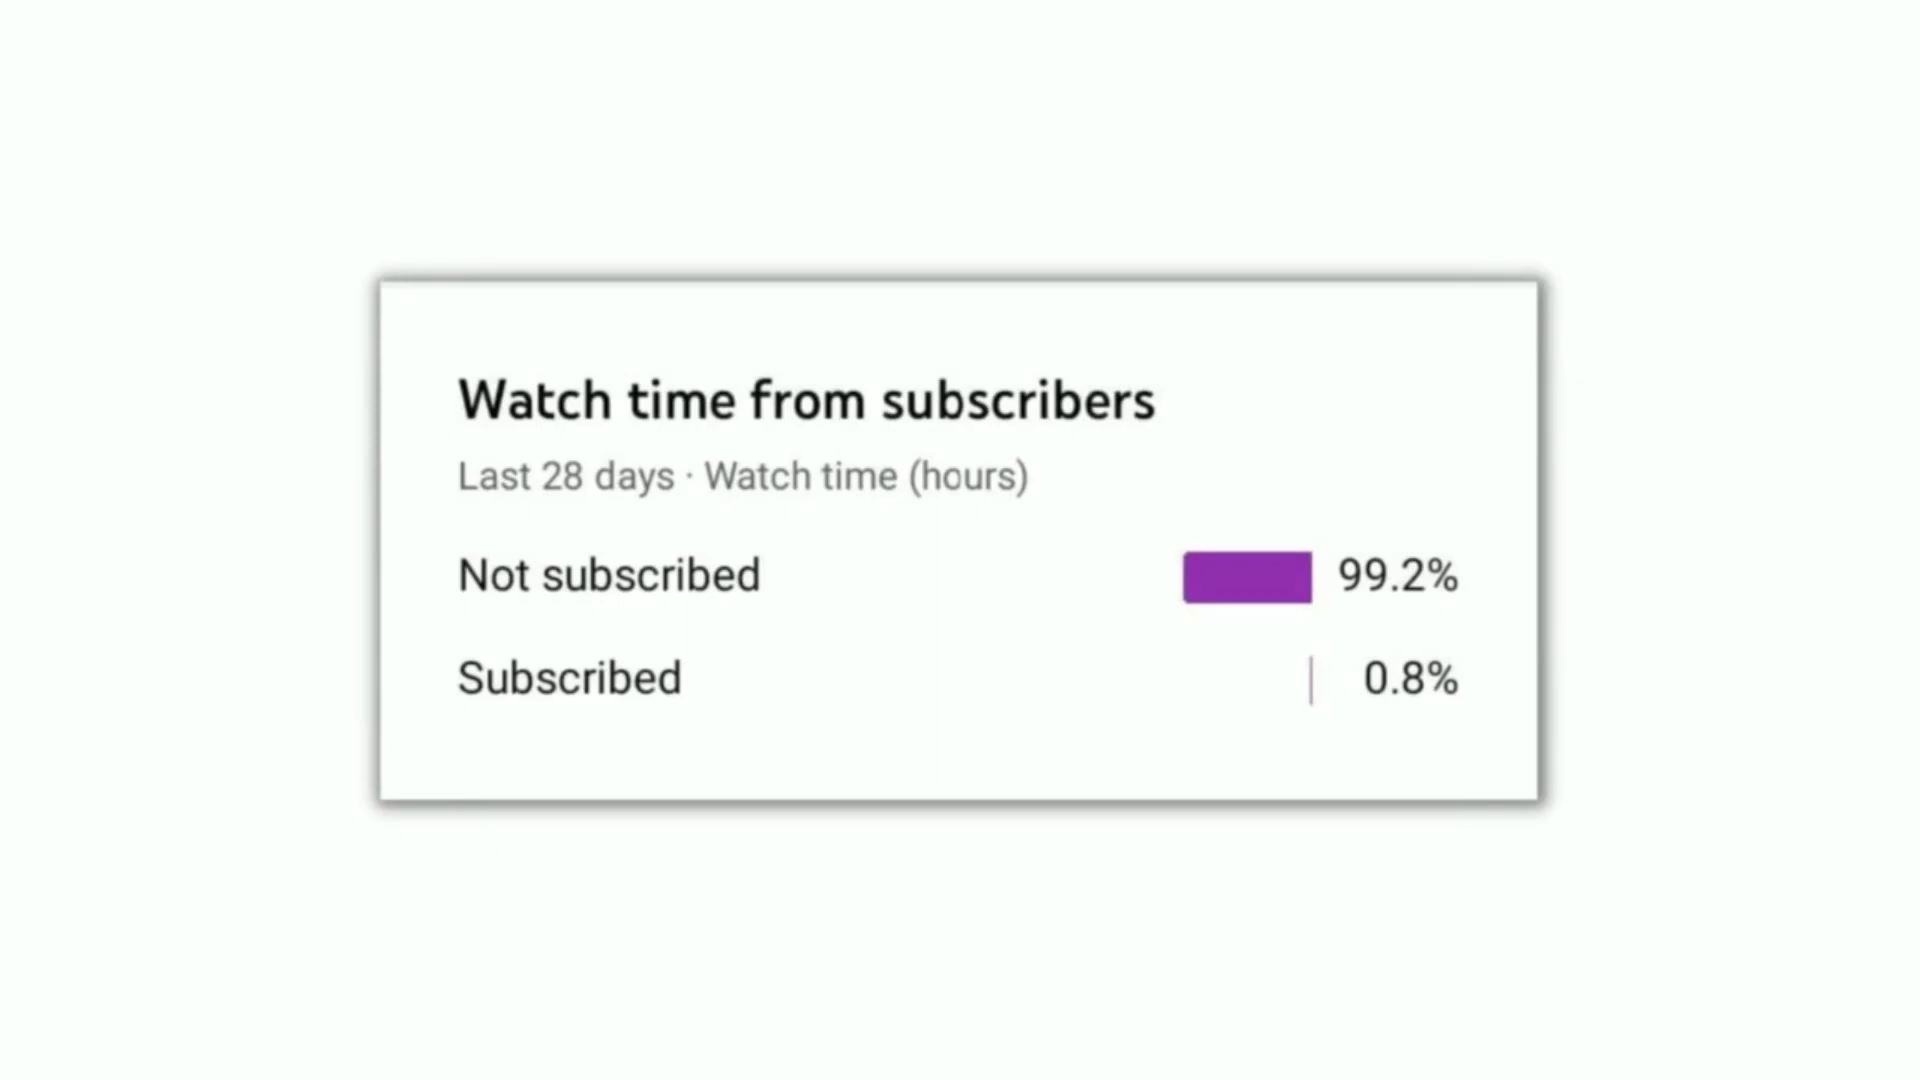 Watch time from subscribers
Last 28 days · Watch time (hours)
Not subscribed 99.2%
Subscribed 0.8%